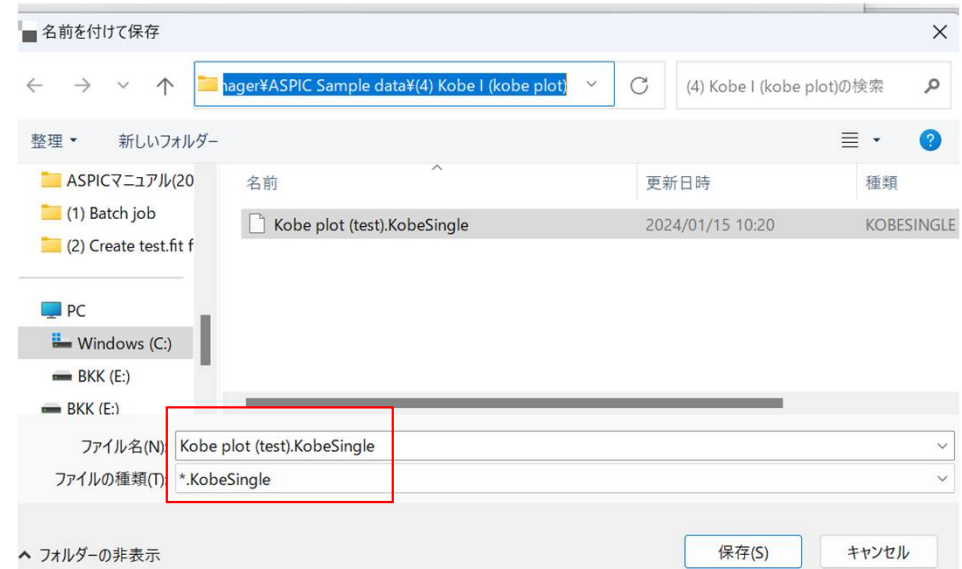 名前を付けて保存
nager¥ASPIC Sample data¥(4) Kobe I (kobe plot)
(4) Kobe I (kobe plot)の検索
整理
新しいフォルダー
ASPICマニュアル(20
(1) Batch job
(2) Create test.fit f
PC
Windows (C:)
BKK (E:)
BKK (E:)
名前
更新日時
種類
Kobe plot (test).KobeSingle
2024/01/15 10:20
KOBESINGLE
ファイル名(N):
Kobe plot (test).KobeSingle
ファイルの種類(T):
*.KobeSingle
フォルダーの非表示
保存(S)
キャンセル